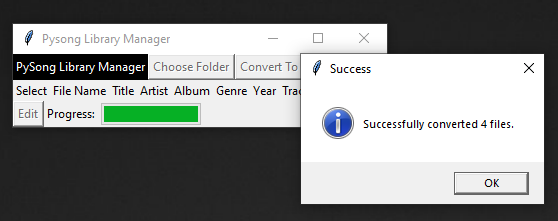 Pysong Library Manager
PySong Library Manager Choose Folder Convert To
Select File Name Title Artist Album Genre Year
Edit Progress:
Success
Successfully converted 4 files.
OK